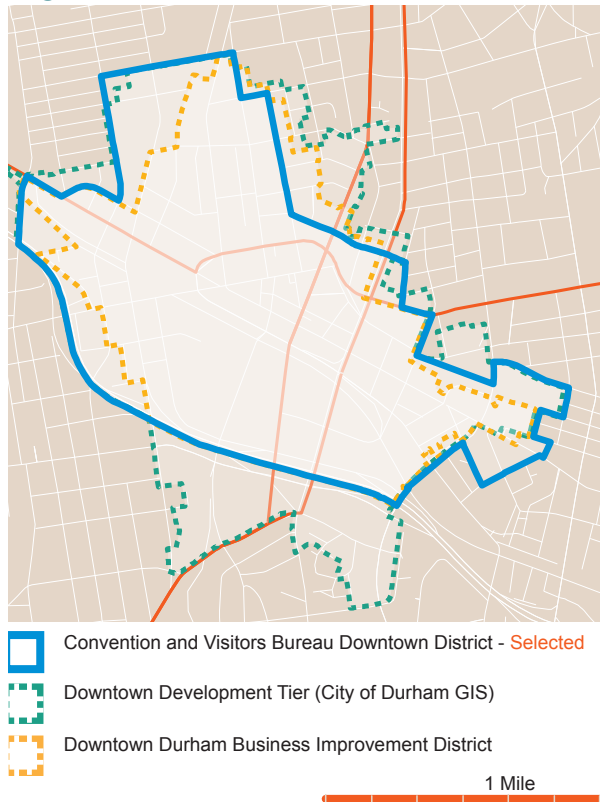 Convention and Visitors Bureau Downtown District - Selected
Downtown Development Tier (City of Durham GIS)
Downtown Durham Business Improvement District
1 Mile